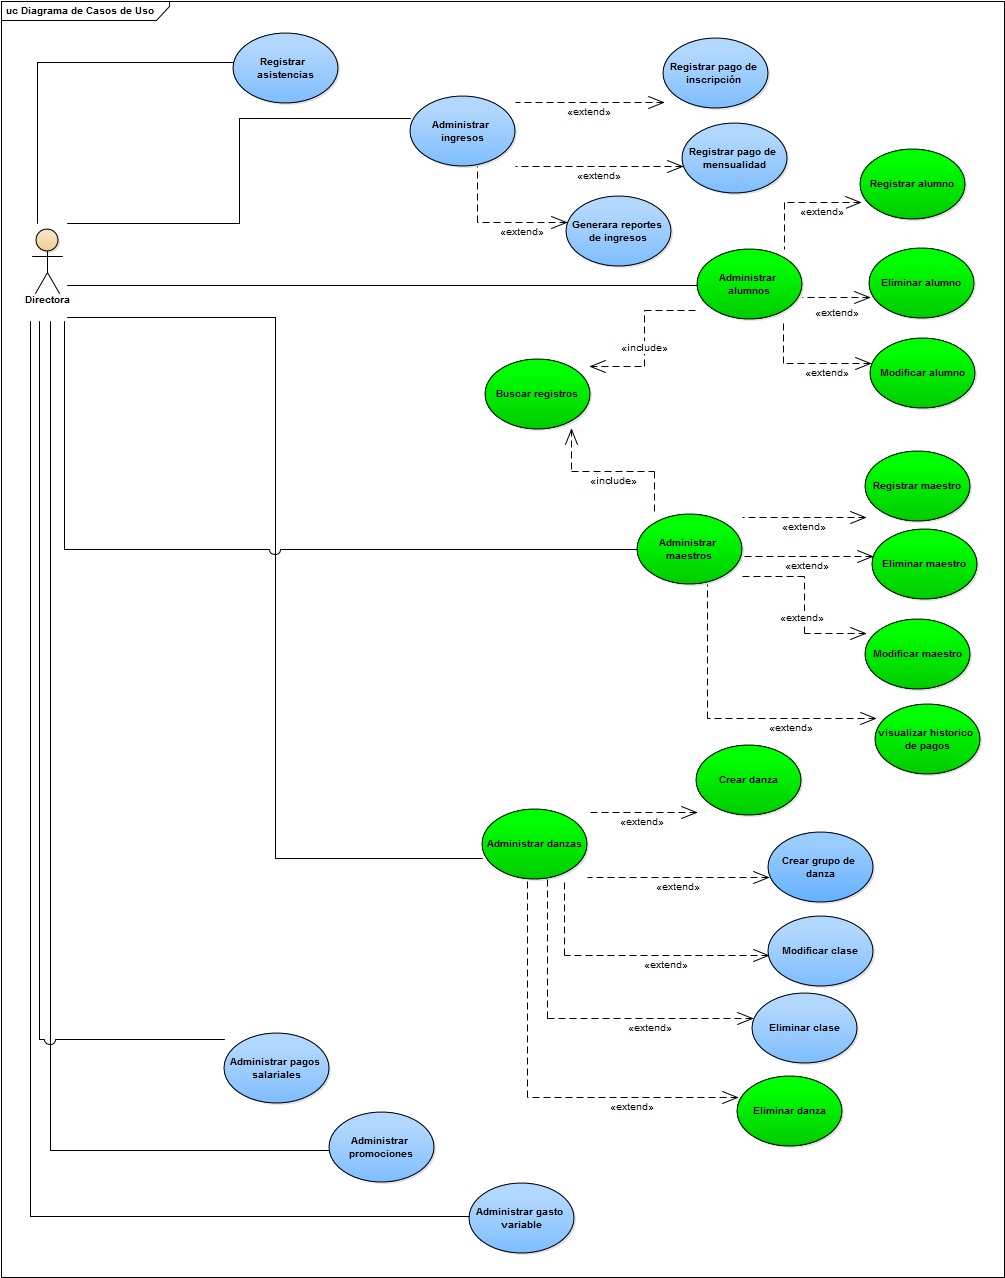 uc Diagrama de Casos de Uso
Registrar
asistencias
Registrar pago de
inscripción
Administrar
ingresos
«extend»
Registrar pago de
mensualidad
«extend»
Generara reportes
de ingresos
«extend»
Registrar alumno
«extend»
Directora
Administrar
alumnos
Eliminar alumno
«extend»
Modificar alumno
«extend»
«include»
Buscar registros
«include»
Registrar maestro
«extend»
Administrar
maestros
Eliminar maestro
«extend»
Modificar maestro
«extend»
visualizar historico
de pagos
«extend»
Crear danza
«extend»
Administrar danzas
Crear grupo de
danza
«extend»
Modificar clase
«extend»
Eliminar clase
«extend»
Eliminar danza
«extend»
Administrar pagos
salariales
Administrar
promociones
Administrar gasto
variable